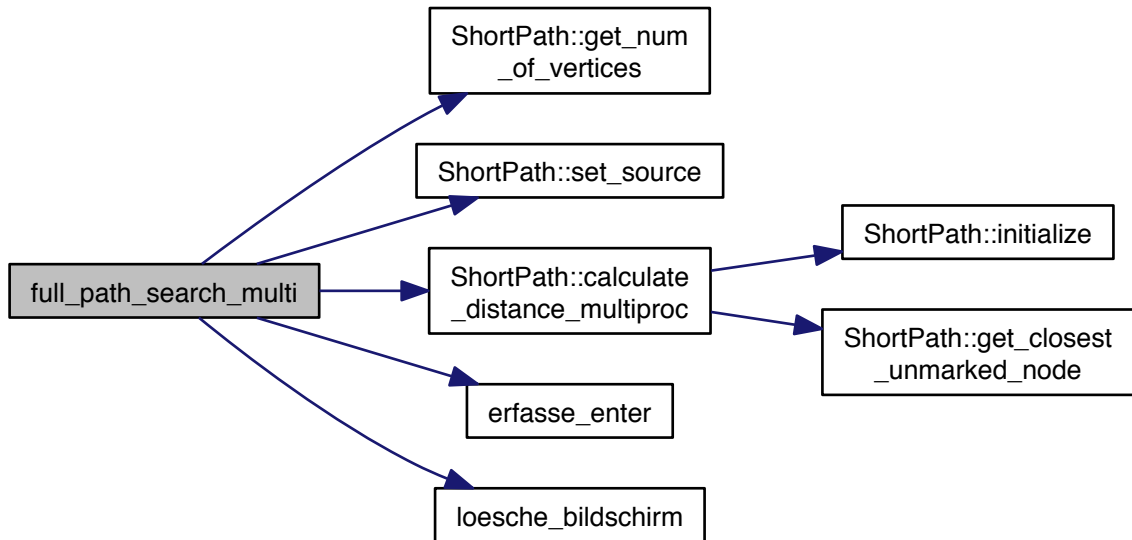 full_path_search_multi
ShortPath::get_num
_of_vertices
ShortPath::set_source
ShortPath::calculate
_distance_multiproc
erfasse_enter
loesche_bildschirm
ShortPath::initialize
ShortPath::get_closest
_unmarked_node